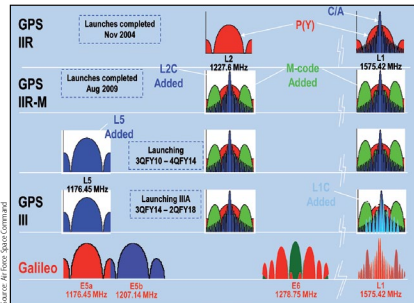 GPS
IIR
Launches completed
Nov 2004
P(Y)
C/A
L2
1227.6 MHz
L1
1575.42 MHz
GPS
IIR-M
Launches completed
Aug 2009
L2C
Added
M-code
Added
L5
Added
Launching
3QFY10 – 4QFY14
L5
1176.45 MHz
GPS
III
Launching IIIA
3QFY14 – 2QFY18
L1C
Added
Galileo
E5a
1176.45 MHz
E5b
1207.14 MHz
E6
1278.75 MHz
L1
1575.42 MHz
Source: Air Force Space Command